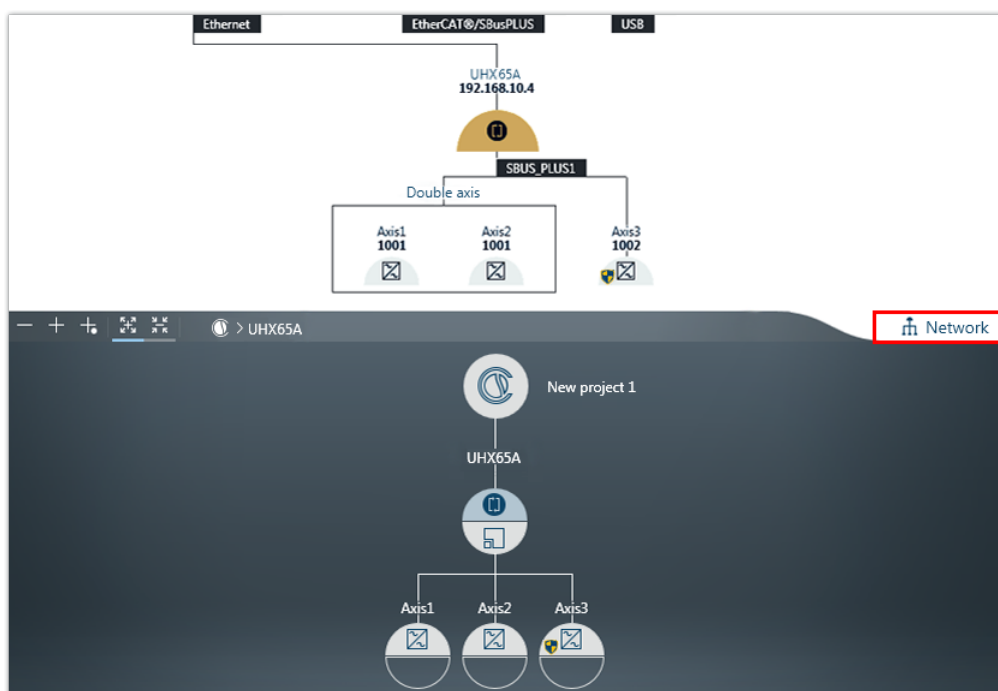 Ethernet
EtherCAT®/SBusPLUS
USB
UHX65A
192.168.10.4
SBUS_PLUS1
Double axis
Axis1
1001
Axis2
1001
Axis3
1002
> UHX65A
Network
New project 1
UHX65A
Axis1
Axis2
Axis3